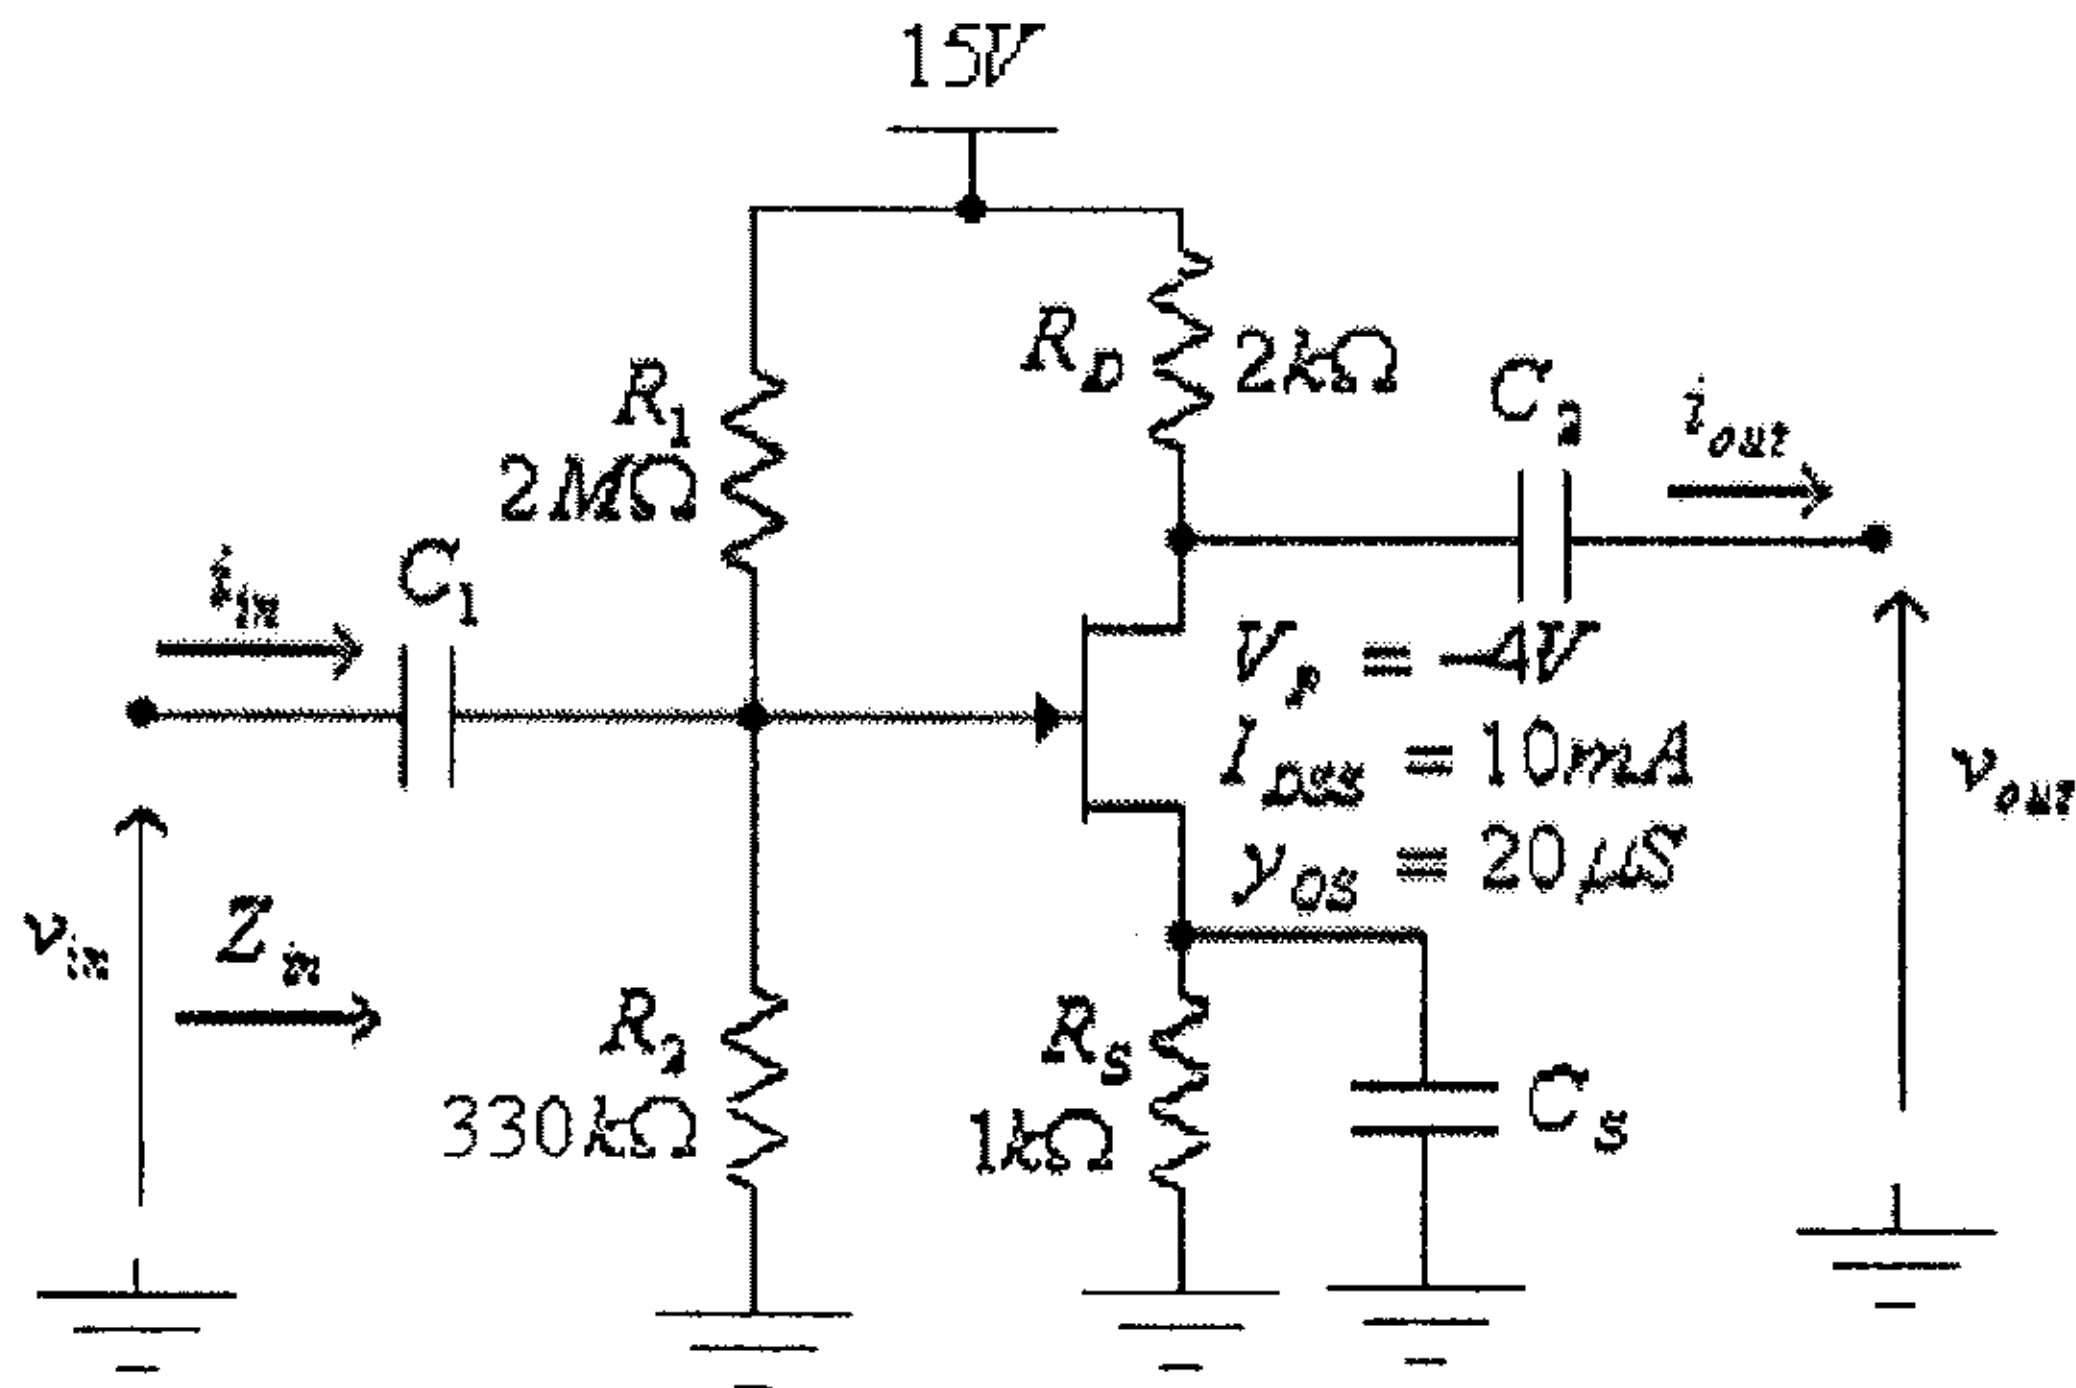 15V
R_D
2kΩ
R_1
2MΩ
C_2
i_out
i_in
C_1
V_p = -4V
I_DSS = 10mA
y_OS = 20μS
v_out
v_in
Z_in
R_2
330kΩ
R_S
1kΩ
C_S